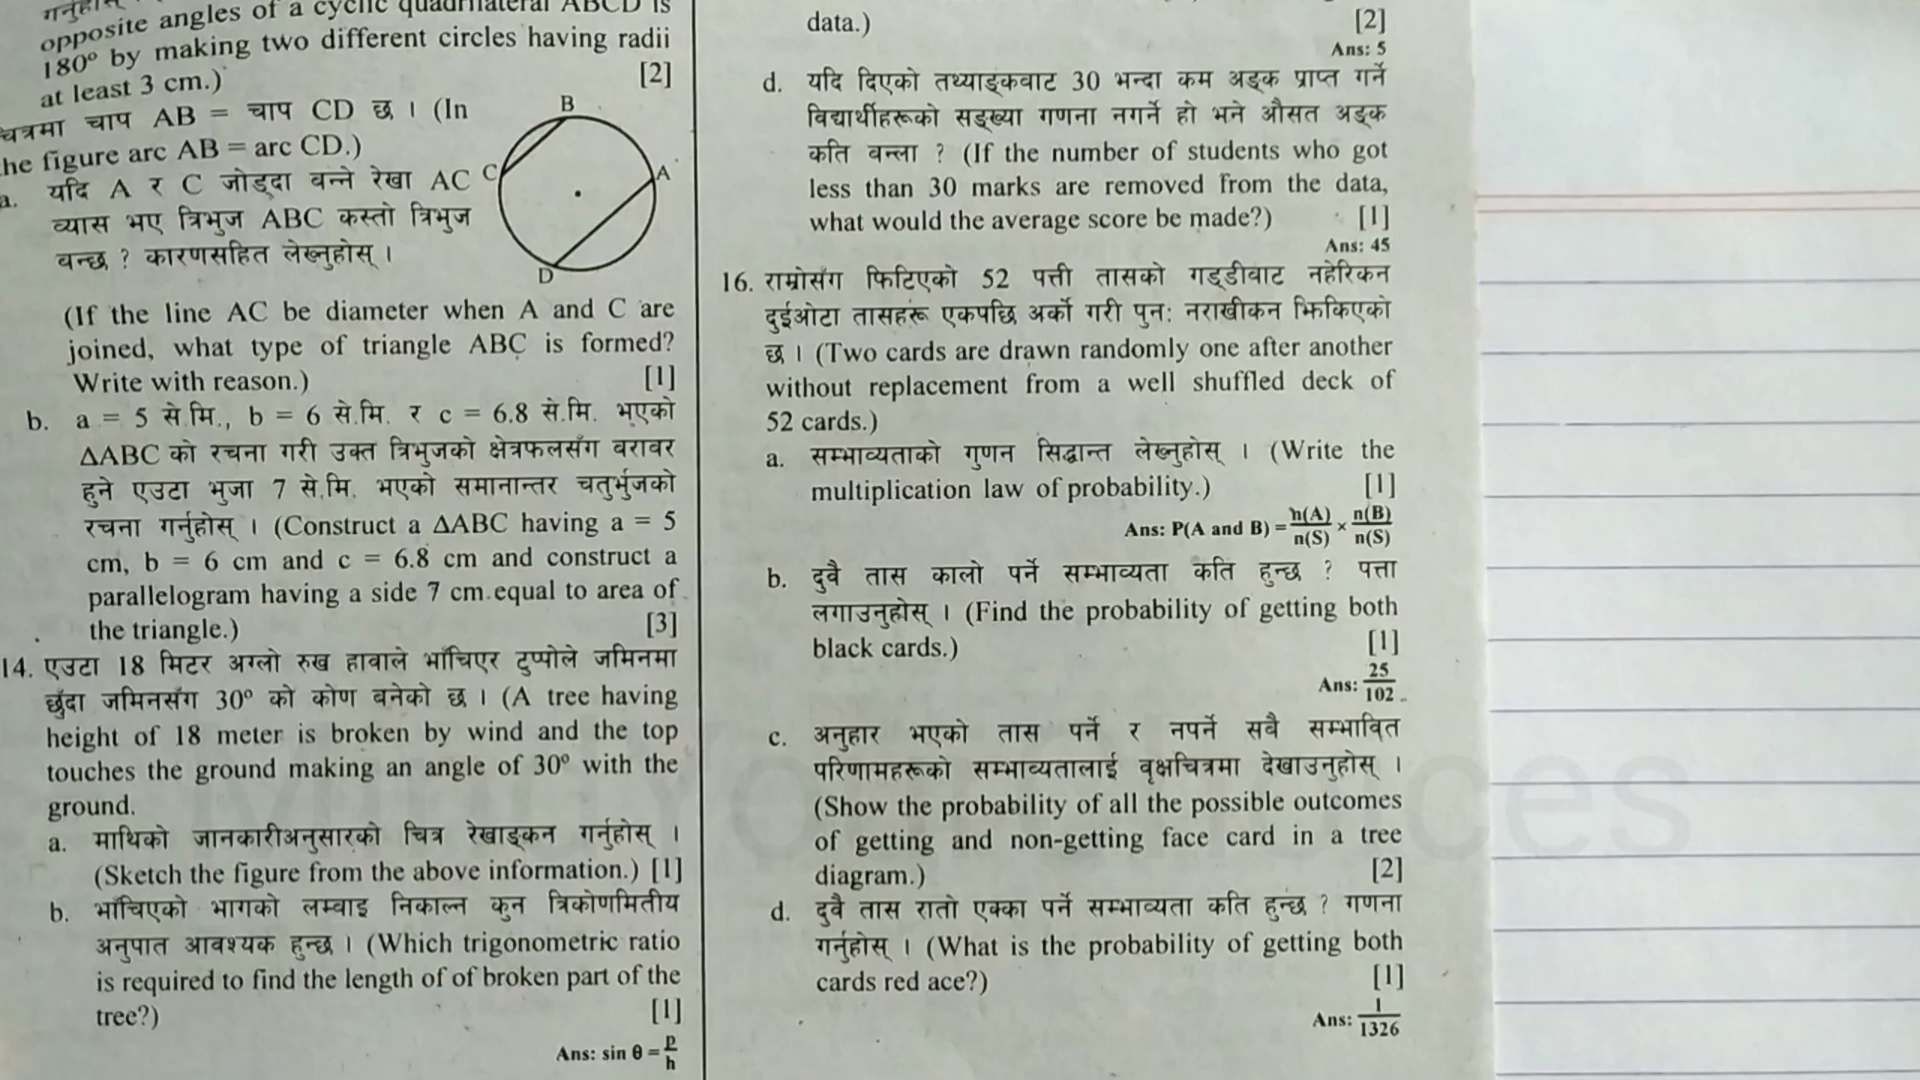 opposite angles of a cyclic quadrilateral ABCD is
180° by making two different circles having radii
at least 3 cm.) [2]
चित्रमा चाप AB = चाप CD छ । (In
the figure arc AB = arc CD.)
a. यदि A र C जोड्दा बन्ने रेखा AC
व्यास भए त्रिभुज ABC कस्तो त्रिभुज
बन्छ ? कारणसहित लेख्नुहोस् ।
B
C
A
D
(If the line AC be diameter when A and C are
joined, what type of triangle ABC is formed?
Write with reason.) [1]
b. a = 5 से.मि., b = 6 से.मि. र c = 6.8 से.मि. भएको
ΔABC को रचना गरी उक्त त्रिभुजको क्षेत्रफलसँग बराबर
हुने एउटा भुजा 7 से.मि. भएको समानान्तर चतुर्भुजको
रचना गर्नुहोस् । (Construct a ΔABC having a = 5
cm, b = 6 cm and c = 6.8 cm and construct a
parallelogram having a side 7 cm equal to area of
the triangle.) [3]
14. एउटा 18 मिटर अग्लो रुख हावाले भाँचिएर टुप्पोले जमिनमा
छुँदा जमिनसँग 30° को कोण बनेको छ । (A tree having
height of 18 meter is broken by wind and the top
touches the ground making an angle of 30° with the
ground.
a. माथिको जानकारीअनुसारको चित्र रेखाङ्कन गर्नुहोस् ।
(Sketch the figure from the above information.) [1]
b. भाँचिएको भागको लम्वाइ निकाल्न कुन त्रिकोणमितीय
अनुपात आवश्यक हुन्छ । (Which trigonometric ratio
is required to find the length of of broken part of the
tree?) [1]
Ans: sin θ = p/h
data.) [2]
Ans: 5
d. यदि दिएको तथ्याङ्कबाट 30 भन्दा कम अङ्क प्राप्त गर्ने
विद्यार्थीहरूको सङ्ख्या गणना नगर्ने हो भने औसत अङ्क
कति बन्ला ? (If the number of students who got
less than 30 marks are removed from the data,
what would the average score be made?) [1]
Ans: 45
16. राम्रोसँग फिटिएको 52 पत्ती तासको गड्डीबाट नहेरिकन
दुईओटा तासहरू एकपछि अर्को गरी पुन: नराखीकन झिकिएको
छ । (Two cards are drawn randomly one after another
without replacement from a well shuffled deck of
52 cards.)
a. सम्भाव्यताको गुणन सिद्धान्त लेख्नुहोस् । (Write the
multiplication law of probability.) [1]
Ans: P(A and B) = n(A)/n(S) × n(B)/n(S)
b. दुवै तास कालो पर्ने सम्भाव्यता कति हुन्छ ? पत्ता
लगाउनुहोस् । (Find the probability of getting both
black cards.) [1]
Ans: 25/102
c. अनुहार भएको तास पर्ने र नपर्ने सबै सम्भावित
परिणामहरूको सम्भाव्यतालाई वृक्षचित्रमा देखाउनुहोस् ।
(Show the probability of all the possible outcomes
of getting and non-getting face card in a tree
diagram.) [2]
d. दुवै तास रातो एक्का पर्ने सम्भाव्यता कति हुन्छ ? गणना
गर्नुहोस् । (What is the probability of getting both
cards red ace?) [1]
Ans: 1/1326